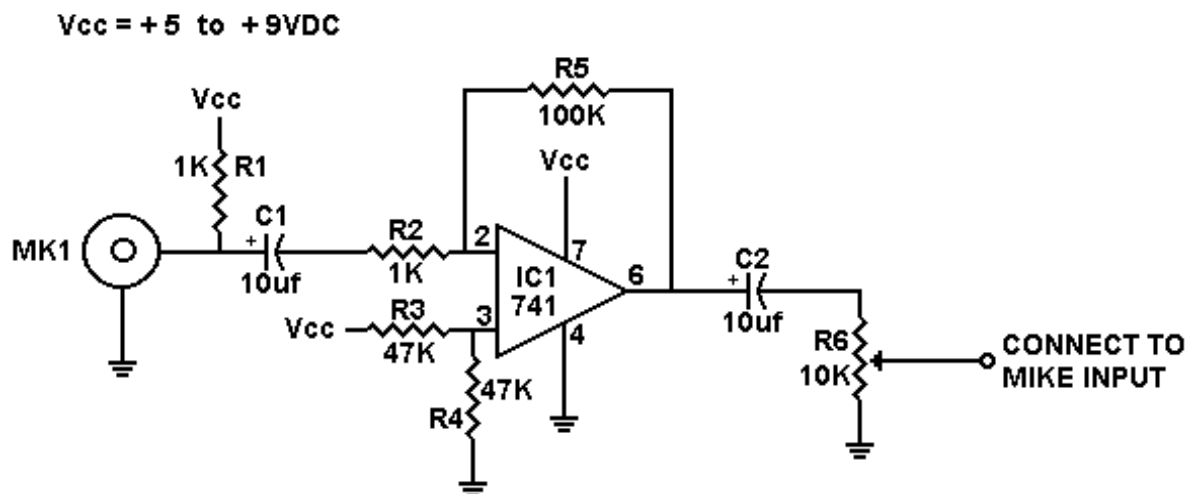 Vcc = + 5 to + 9VDC
R5
100K
Vcc
Vcc
1K R1
MK1
C1
+
10uf
R2
1K
2
7
IC1
741
6
C2
+
10uf
Vcc
R3
47K
3
4
47K
R4
R6
10K
CONNECT TO
MIKE INPUT